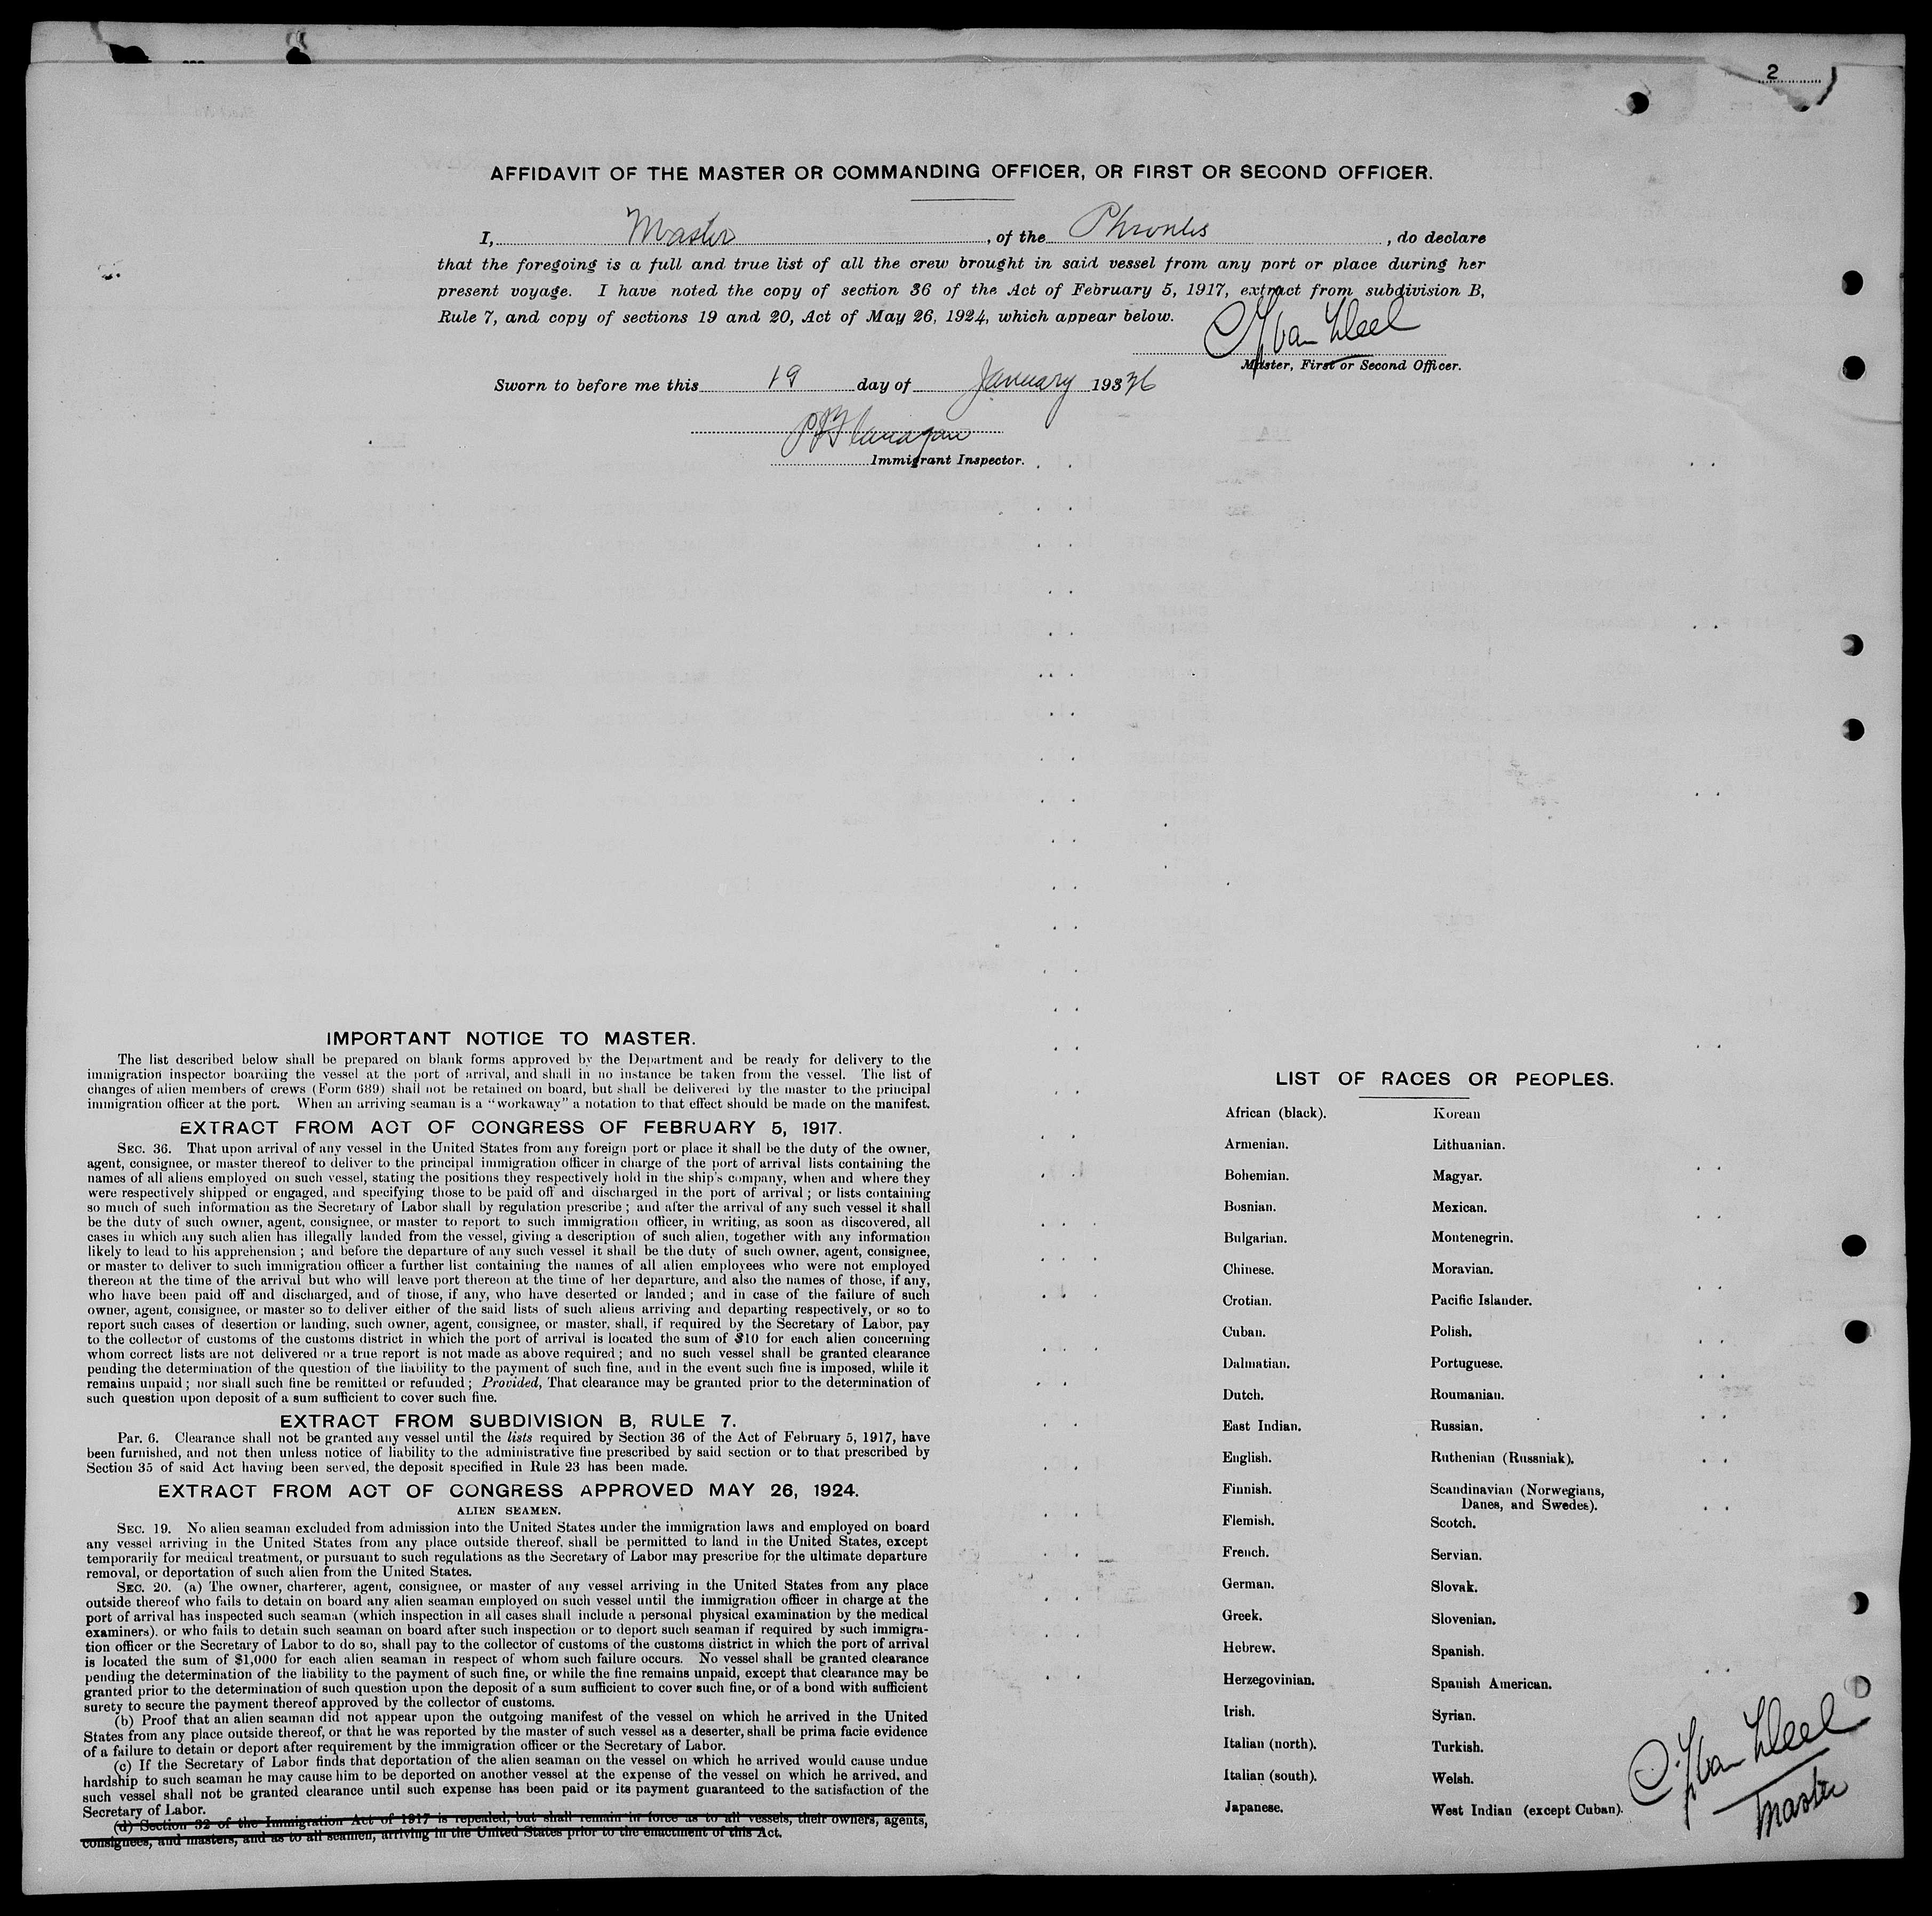 2
AFFIDAVIT OF THE MASTER OR COMMANDING OFFICER, OR FIRST OR SECOND OFFICER.
I, Master, of the Phrontis, do declare
that the foregoing is a full and true list of all the crew brought in said vessel from any port or place during her
present voyage. I have noted the copy of section 36 of the Act of February 5, 1917, extract from subdivision B,
Rule 7, and copy of sections 19 and 20, Act of May 26, 1924, which appear below.
Van
Master, First or Second Officer.
Sworn to before me this 19 day of January 193 36
Flanagan
Immigrant Inspector.
IMPORTANT NOTICE TO MASTER.
The list described below shall be prepared on blank forms approved by the Department and be ready for delivery to the
immigration inspector boarding the vessel at the port of arrival, and shall in no instance be taken from the vessel. The list of
changes of alien members of crews (Form 689) shall not be retained on board, but shall be delivered by the master to the principal
immigration officer at the port. When an arriving seaman is a "workaway" a notation to that effect should be made on the manifest.
EXTRACT FROM ACT OF CONGRESS OF FEBRUARY 5, 1917.
SEC. 36. That upon arrival of any vessel in the United States from any foreign port or place it shall be the duty of the owner,
agent, consignee, or master thereof to deliver to the principal immigration officer in charge of the port of arrival lists containing the
names of all aliens employed on such vessel, stating the positions they respectively hold in the ship's company, when and where they
were respectively shipped or engaged, and specifying those to be paid off and discharged in the port of arrival; or lists containing
so much of such information as the Secretary of Labor shall by regulation prescribe; and after the arrival of any such vessel it shall
be the duty of such owner, agent, consignee, or master to report to such immigration officer, in writing, as soon as discovered, all
cases in which any such alien has illegally landed from the vessel, giving a description of such alien, together with any information
likely to lead to his apprehension; and before the departure of any such vessel it shall be the duty of such owner, agent, consignee,
or master to deliver to such immigration officer a further list containing the names of all alien employees who were not employed
thereon at the time of the arrival but who will leave port thereon at the time of her departure, and also the names of those, if any,
who have been paid off and discharged, and of those, if any, who have deserted or landed; and in case of the failure of such
owner, agent, consignee, or master so to deliver either of the said lists of such aliens arriving and departing respectively, or so to
report such cases of desertion or landing, such owner, agent, consignee, or master, shall, if required by the Secretary of Labor, pay
to the collector of customs of the customs district in which the port of arrival is located the sum of $10 for each alien concerning
whom correct lists are not delivered or a true report is not made as above required; and no such vessel shall be granted clearance
pending the determination of the question of the liability to the payment of such fine, and in the event such fine is imposed, while it
remains unpaid; nor shall such fine be remitted or refunded; Provided, That clearance may be granted prior to the determination of
such question upon deposit of a sum sufficient to cover such fine.
EXTRACT FROM SUBDIVISION B, RULE 7.
Par. 6. Clearance shall not be granted any vessel until the lists required by Section 36 of the Act of February 5, 1917, have
been furnished, and not then unless notice of liability to the administrative fine prescribed by said section or to that prescribed by
Section 35 of said Act having been served, the deposit specified in Rule 23 has been made.
EXTRACT FROM ACT OF CONGRESS APPROVED MAY 26, 1924.
ALIEN SEAMEN.
SEC. 19. No alien seaman excluded from admission into the United States under the immigration laws and employed on board
any vessel arriving in the United States from any place outside thereof, shall be permitted to land in the United States, except
temporarily for medical treatment, or pursuant to such regulations as the Secretary of Labor may prescribe for the ultimate departure
removal, or deportation of such alien from the United States.
SEC. 20. (a) The owner, charterer, agent, consignee, or master of any vessel arriving in the United States from any place
outside thereof who fails to detain on board any alien seaman employed on such vessel until the immigration officer in charge at the
port of arrival has inspected such seaman (which inspection in all cases shall include a personal physical examination by the medical
examiners). or who fails to detain such seaman on board after such inspection or to deport such seaman if required by such immigra-
tion officer or the Secretary of Labor to do so, shall pay to the collector of customs of the customs district in which the port of arrival
is located the sum of $1,000 for each alien seaman in respect of whom such failure occurs. No vessel shall be granted clearance
pending the determination of the liability to the payment of such fine, or while the fine remains unpaid, except that clearance may be
granted prior to the determination of such question upon the deposit of a sum sufficient to cover such fine, or of a bond with sufficient
surety to secure the payment thereof approved by the collector of customs.
(b) Proof that an alien seaman did not appear upon the outgoing manifest of the vessel on which he arrived in the United
States from any place outside thereof, or that he was reported by the master of such vessel as a deserter, shall be prima facie evidence
of a failure to detain or deport after requirement by the immigration officer or the Secretary of Labor.
(c) If the Secretary of Labor finds that deportation of the alien seaman on the vessel on which he arrived would cause undue
hardship to such seaman he may cause him to be deported on another vessel at the expense of the vessel on which he arrived, and
such vessel shall not be granted clearance until such expense has been paid or its payment guaranteed to the satisfaction of the
Secretary of Labor.
(d) Section 32 of the Immigration Act of 1917 is repealed, but shall remain in force as to all vessels, their owners, agents,
consignees, and masters, and as to all seamen, arriving in the United States prior to the enactment of this Act.
LIST OF RACES OR PEOPLES.
African (black). Korean
Armenian. Lithuanian.
Bohemian. Magyar.
Bosnian. Mexican.
Bulgarian. Montenegrin.
Chinese. Moravian.
Crotian. Pacific Islander.
Cuban. Polish.
Dalmatian. Portuguese.
Dutch. Roumanian.
East Indian. Russian.
English. Ruthenian (Russniak).
Finnish. Scandinavian (Norwegians,
Danes, and Swedes).
Flemish. Scotch.
French. Servian.
German. Slovak.
Greek. Slovenian.
Hebrew. Spanish.
Herzegovinian. Spanish American.
Irish. Syrian.
Italian (north). Turkish.
Italian (south). Welsh.
Japanese. West Indian (except Cuban).
Van
Master